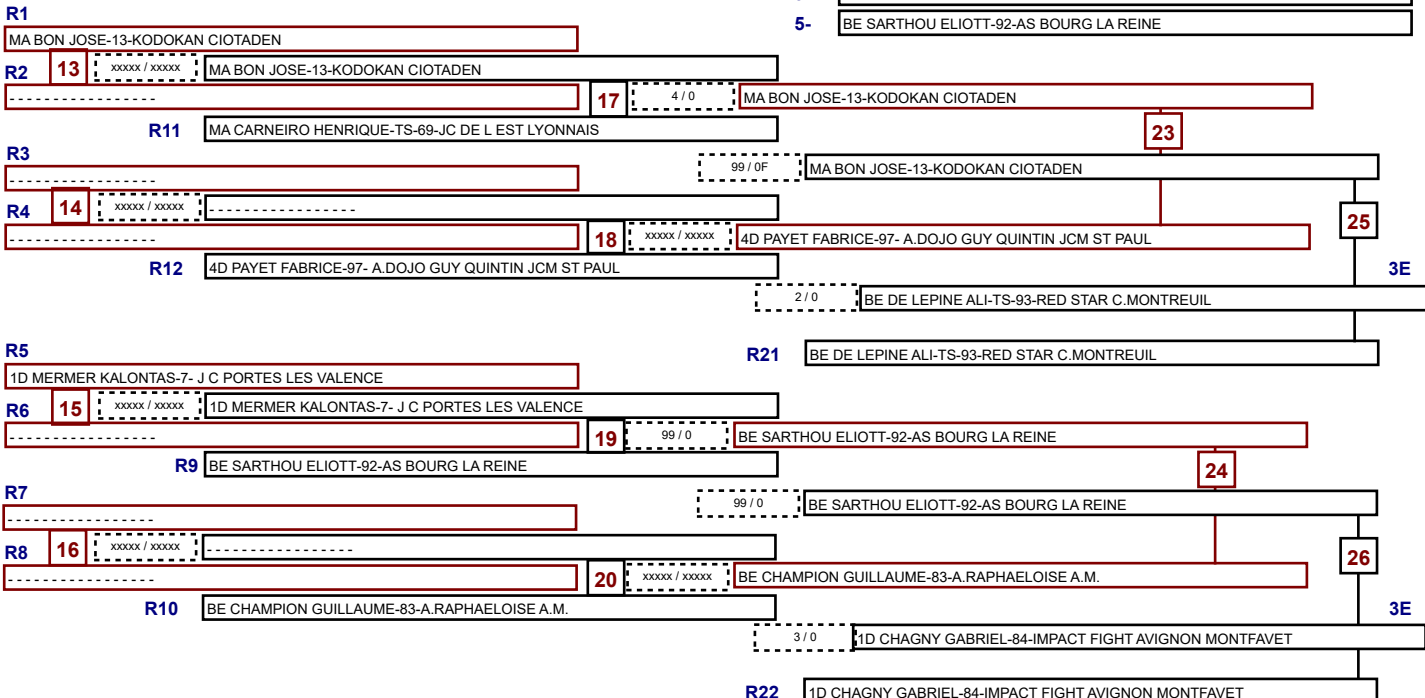 R1
5- BE SARTHOU ELIOTT-92-AS BOURG LA REINE
MA BON JOSE-13-KODOKAN CIOTADEN
R2 13 xxxxx / xxxxx MA BON JOSE-13-KODOKAN CIOTADEN
- - - - - - - - - - - - - - - - - 17 4 / 0 MA BON JOSE-13-KODOKAN CIOTADEN
R11 MA CARNEIRO HENRIQUE-TS-69-JC DE L EST LYONNAIS 23
R3
99 / 0F MA BON JOSE-13-KODOKAN CIOTADEN
- - - - - - - - - - - - - - - - -
R4 14 xxxxx / xxxxx - - - - - - - - - - - - - - - - - 25
- - - - - - - - - - - - - - - - - 18 xxxxx / xxxxx 4D PAYET FABRICE-97- A.DOJO GUY QUINTIN JCM ST PAUL
R12 4D PAYET FABRICE-97- A.DOJO GUY QUINTIN JCM ST PAUL 3E
2 / 0 BE DE LEPINE ALI-TS-93-RED STAR C.MONTREUIL
R5 R21 BE DE LEPINE ALI-TS-93-RED STAR C.MONTREUIL
1D MERMER KALONTAS-7- J C PORTES LES VALENCE
R6 15 xxxxx / xxxxx 1D MERMER KALONTAS-7- J C PORTES LES VALENCE
- - - - - - - - - - - - - - - - - 19 99 / 0 BE SARTHOU ELIOTT-92-AS BOURG LA REINE
R9 BE SARTHOU ELIOTT-92-AS BOURG LA REINE 24
R7
99 / 0 BE SARTHOU ELIOTT-92-AS BOURG LA REINE
- - - - - - - - - - - - - - - - -
R8 16 xxxxx / xxxxx - - - - - - - - - - - - - - - - - 26
- - - - - - - - - - - - - - - - - 20 xxxxx / xxxxx BE CHAMPION GUILLAUME-83-A.RAPHAELOISE A.M.
R10 BE CHAMPION GUILLAUME-83-A.RAPHAELOISE A.M. 3E
3 / 0 1D CHAGNY GABRIEL-84-IMPACT FIGHT AVIGNON MONTFAVET
R22 1D CHAGNY GABRIEL-84-IMPACT FIGHT AVIGNON MONTFAVET